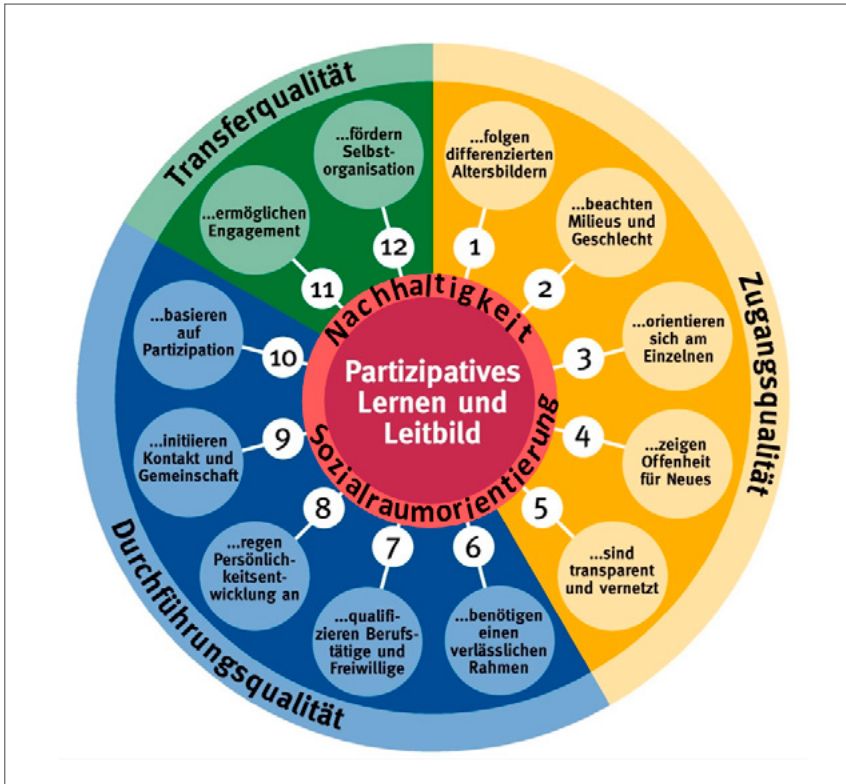 Transferqualität
Zugangsqualität
Durchführungsqualität
Nachhaltigkeit
Sozialraumorientierung
Partizipatives
Lernen und
Leitbild
1
...folgen
differenzierten
Altersbildern
2
...beachten
Milieus und
Geschlecht
3
...orientieren
sich am
Einzelnen
4
...zeigen
Offenheit
für Neues
5
...sind
transparent
und vernetzt
6
...benötigen
einen
verlässlichen
Rahmen
7
...qualifi-
zieren Berufs-
tätige und
Freiwillige
8
...regen
Persönlich-
keitsent-
wicklung an
9
...initiieren
Kontakt und
Gemeinschaft
10
...basieren
auf
Partizipation
11
...ermöglichen
Engagement
12
...fördern
Selbst-
organisation